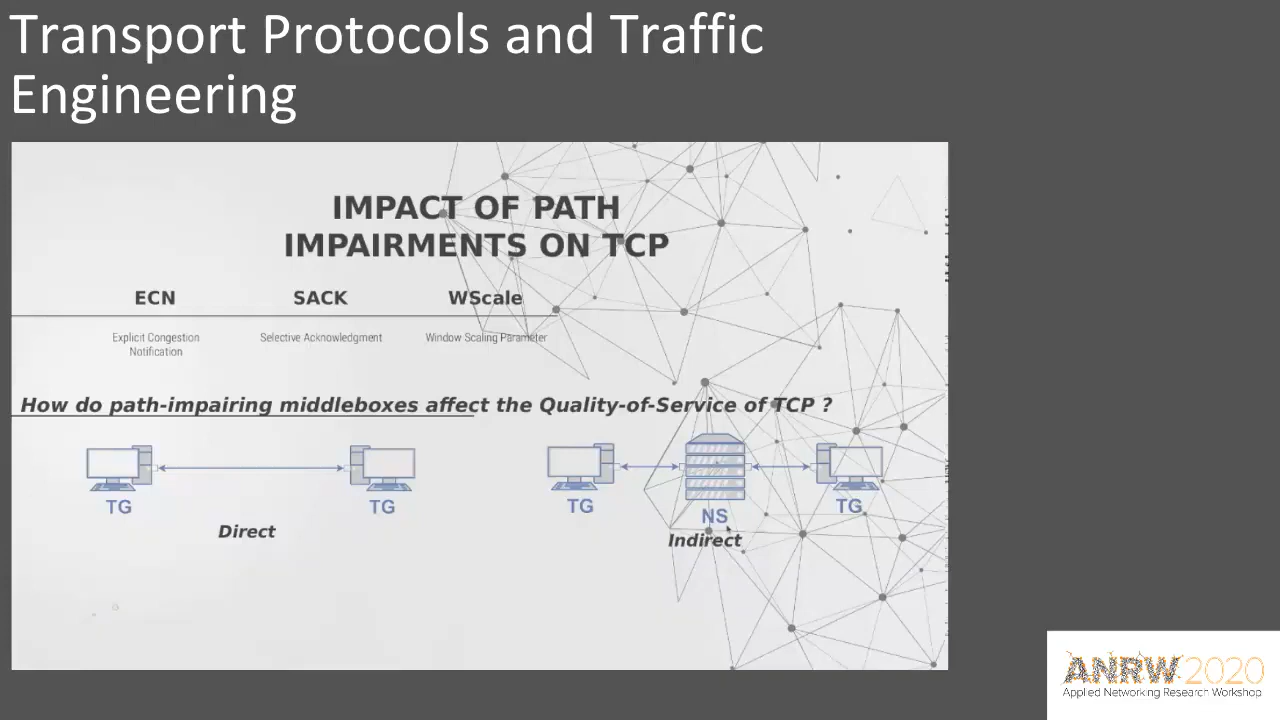 Transport Protocols and Traffic
Engineering
IMPACT OF PATH
IMPAIRMENTS ON TCP
ECN SACK WScale
Explicit Congestion
Notification
Selective Acknowledgment
Window Scaling Parameter
How do path-impairing middleboxes affect the Quality-of-Service of TCP ?
TG TG TG NS TG
Direct Indirect
ANRW2020
Applied Networking Research Workshop